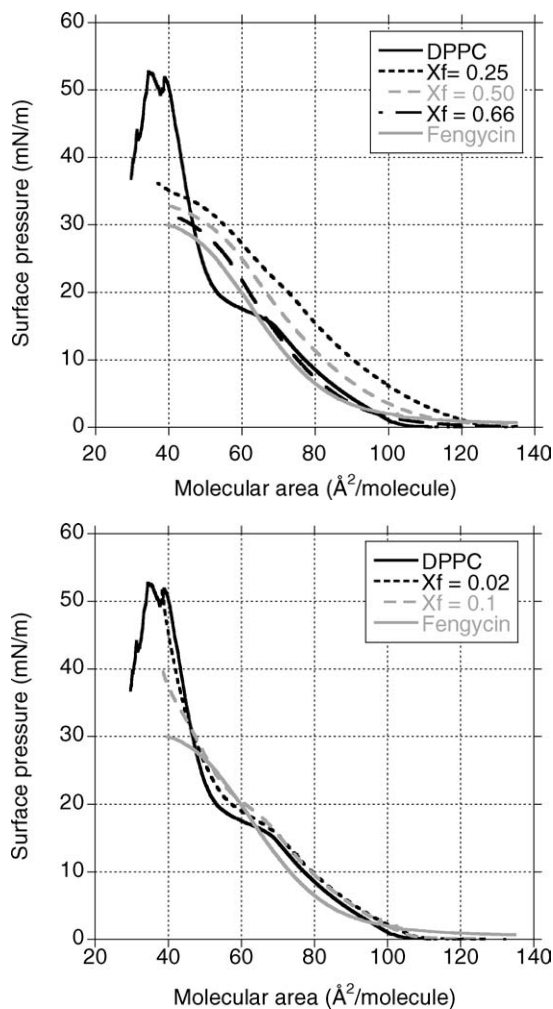 60
50
40
30
20
10
0
Surface pressure (mN/m)
DPPC
Xf= 0.25
Xf = 0.50
Xf = 0.66
Fengycin
20 40 60 80 100 120 140
Molecular area (Å²/molecule)
60
50
40
30
20
10
0
Surface pressure (mN/m)
DPPC
Xf = 0.02
Xf = 0.1
Fengycin
20 40 60 80 100 120 140
Molecular area (Å²/molecule)